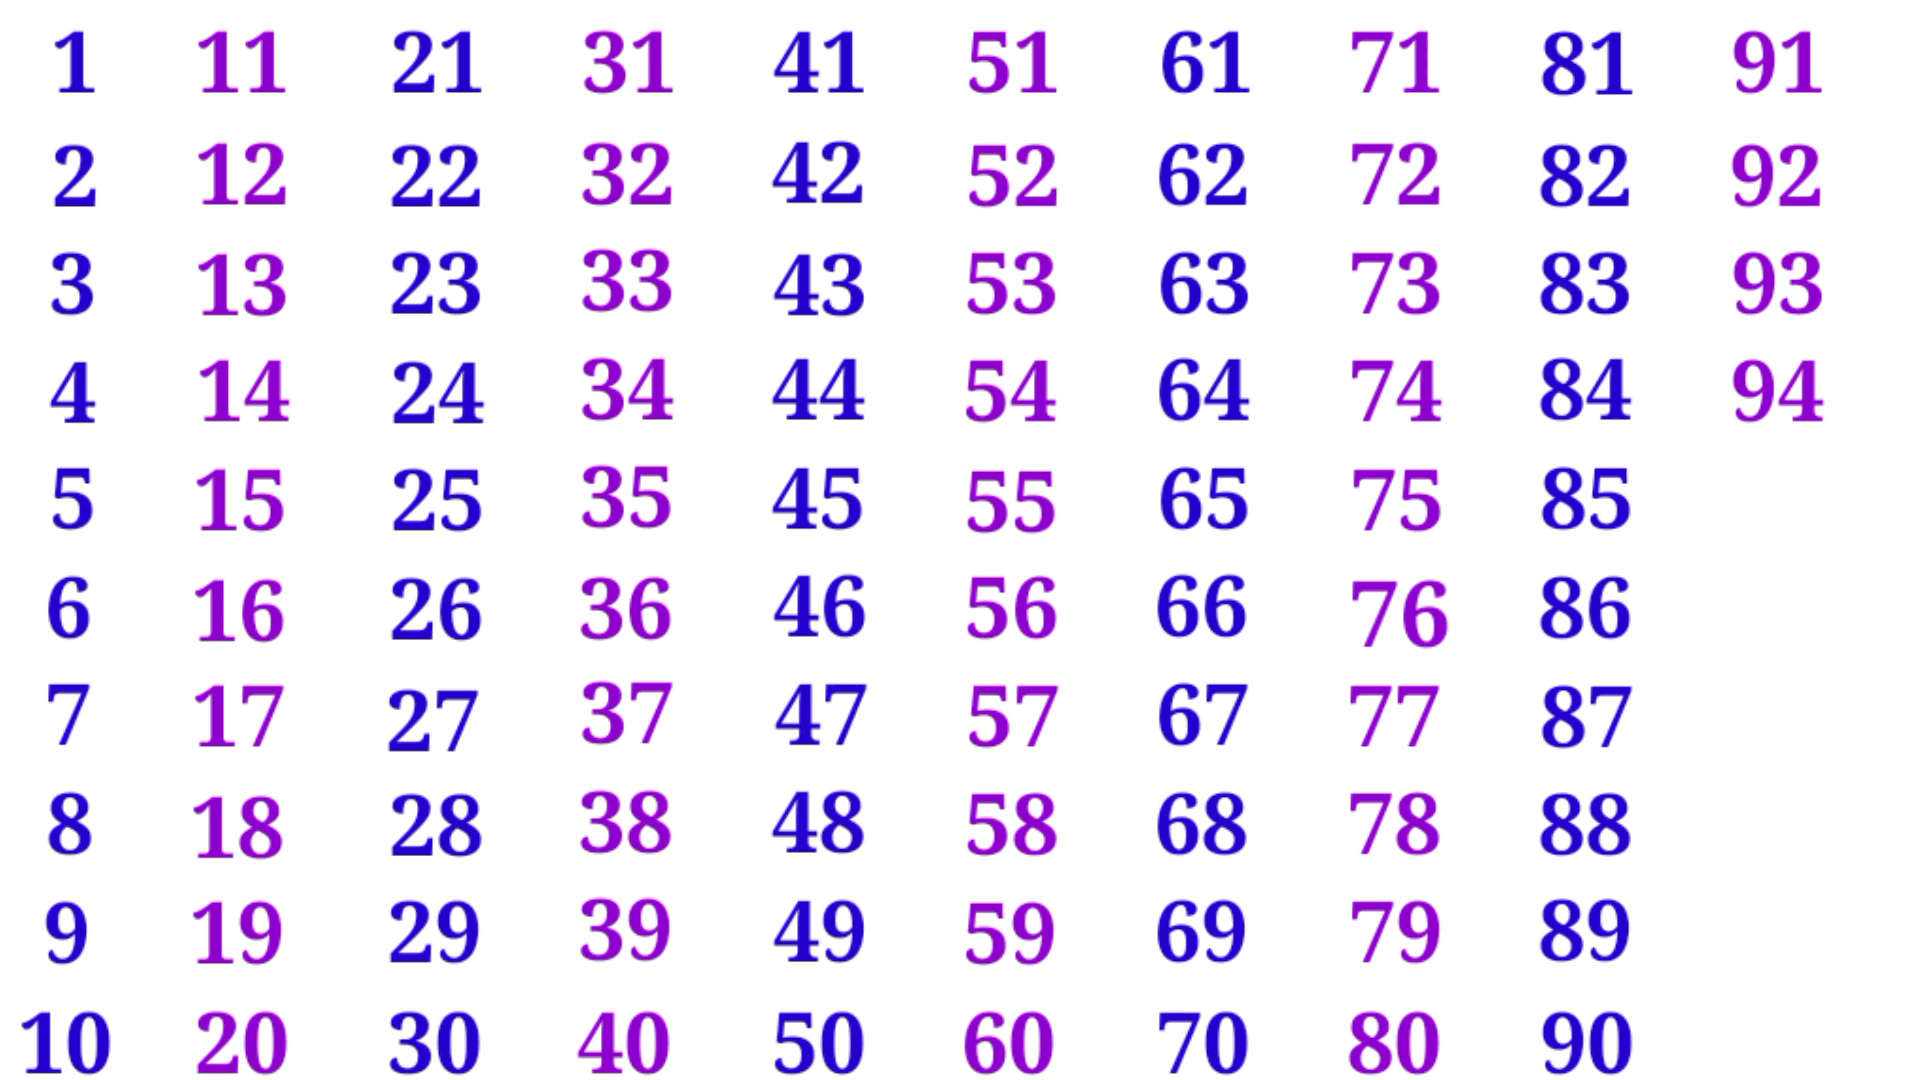 1 11 21 31 41 51 61 71 81 91
2 12 22 32 42 52 62 72 82 92
3 13 23 33 43 53 63 73 83 93
4 14 24 34 44 54 64 74 84 94
5 15 25 35 45 55 65 75 85
6 16 26 36 46 56 66 76 86
7 17 27 37 47 57 67 77 87
8 18 28 38 48 58 68 78 88
9 19 29 39 49 59 69 79 89
10 20 30 40 50 60 70 80 90